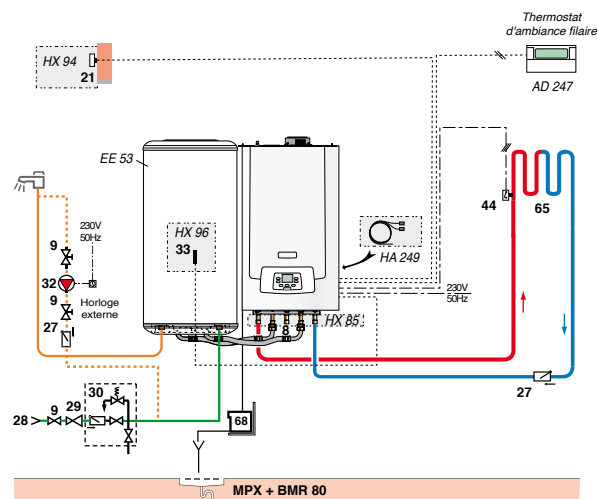 Thermostat
d'ambiance filaire
HX 94
21
AD 247
EE 53
230V
50Hz
9
32
Horloge
externe
9
27
HX 96
33
HA 249
44
65
230V
50Hz
HX 85
8
27
28
9
29
30
68
MPX + BMR 80